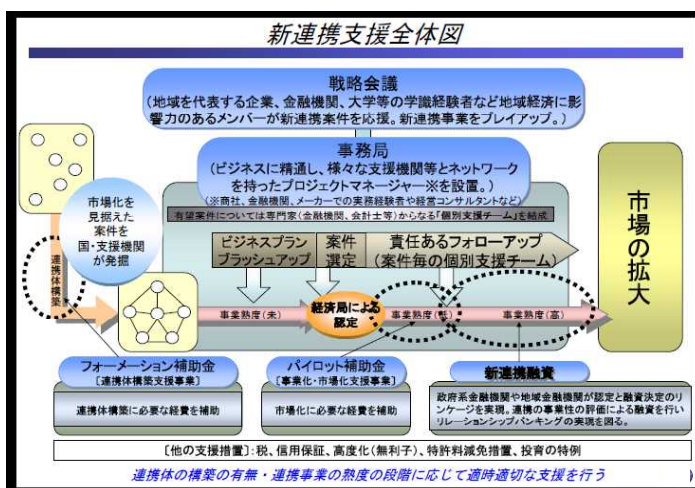 新連携支援全体図
戦略会議
(地域を代表する企業、金融機関、大学等の学識経験者など地域経済に影
響力のあるメンバーが新連携案件を応援。新連携事業をプレイアップ。)
事務局
(ビジネスに精通し、様々な支援機関等とネットワーク
を持ったプロジェクトマネージャー※を設置。)
(※商社、金融機関、メーカーでの実務経験者や経営コンサルタントなど)
有望案件については専門家(金融機関、会計士等)からなる「個別支援チーム」を結成
市場化を
見据えた
案件を
国・支援機関
が発掘
連携体構築
ビジネスプラン
ブラッシュアップ
案件
選定
責任あるフォローアップ
(案件毎の個別支援チーム)
市場の拡大
事業熟度(未)
経済局による
認定
事業熟度(低)
事業熟度(高)
フォーメーション補助金
[連携体構築支援事業]
連携体構築に必要な経費を補助
パイロット補助金
[事業化・市場化支援事業]
市場化に必要な経費を補助
新連携融資
政府系金融機関や地域金融機関が認定と融資決定のリ
ンケージを実現。連携の事業性の評価による融資を行い
リレーションシップバンキングの実現を図る。
[他の支援措置]:税、信用保証、高度化(無利子)、特許料減免措置、投資の特例
連携体の構築の有無・連携事業の熟度の段階に応じて適時適切な支援を行う